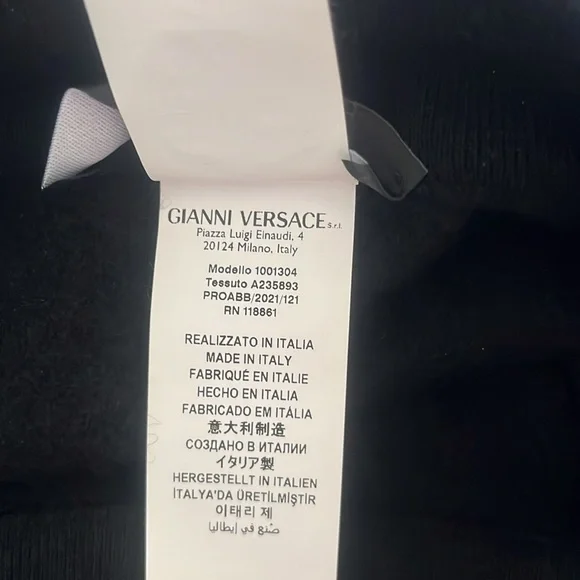 GIANNI VERSACE S.r.l.
Piazza Luigi Einaudi, 4
20124 Milano, Italy
Modello 1001304
Tessuto A235893
PROABB/2021/121
RN 118861
REALIZZATO IN ITALIA
MADE IN ITALY
FABRIQUÉ EN ITALIE
HECHO EN ITALIA
FABRICADO EM ITÁLIA
意大利制造
СОЗДАНО В ИТАЛИИ
イタリア製
HERGESTELLT IN ITALIEN
İTALYA'DA ÜRETİLMİŞTİR
이태리 제
صنع في إيطاليا